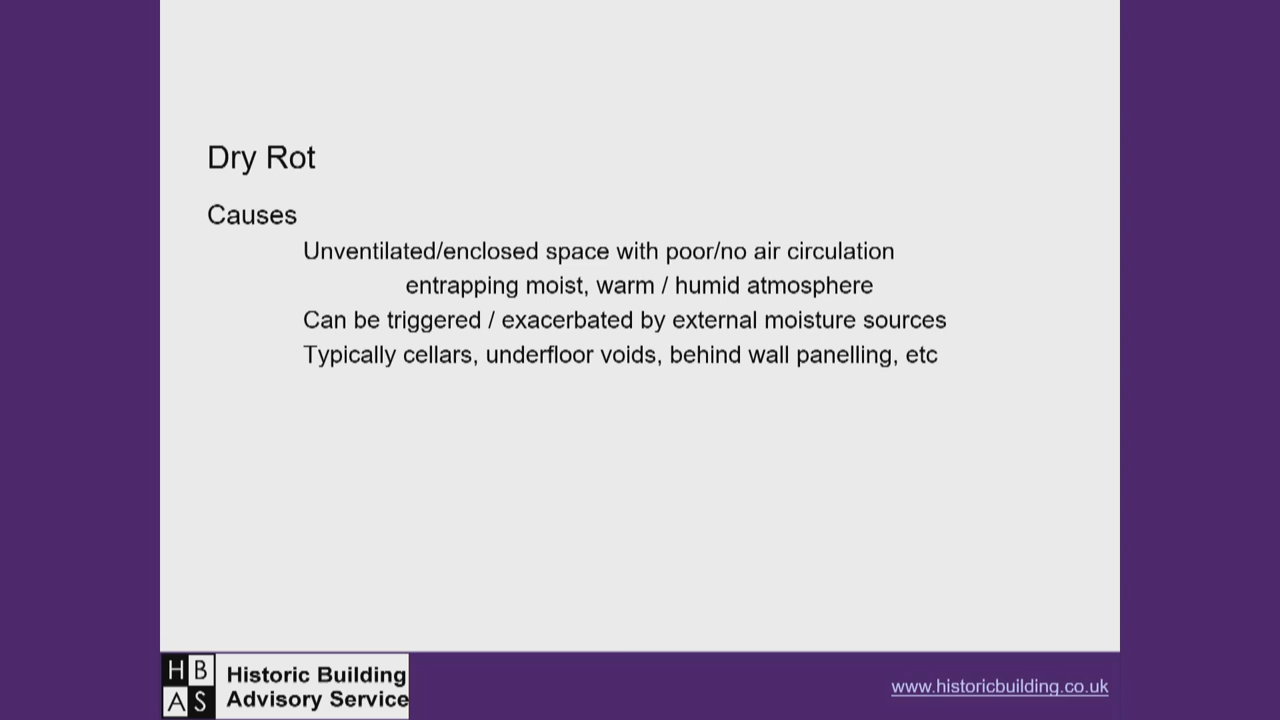 Dry Rot
Causes
Unventilated/enclosed space with poor/no air circulation
entrapping moist, warm / humid atmosphere
Can be triggered / exacerbated by external moisture sources
Typically cellars, underfloor voids, behind wall panelling, etc
H B
A S
Historic Building
Advisory Service
www.historicbuilding.co.uk